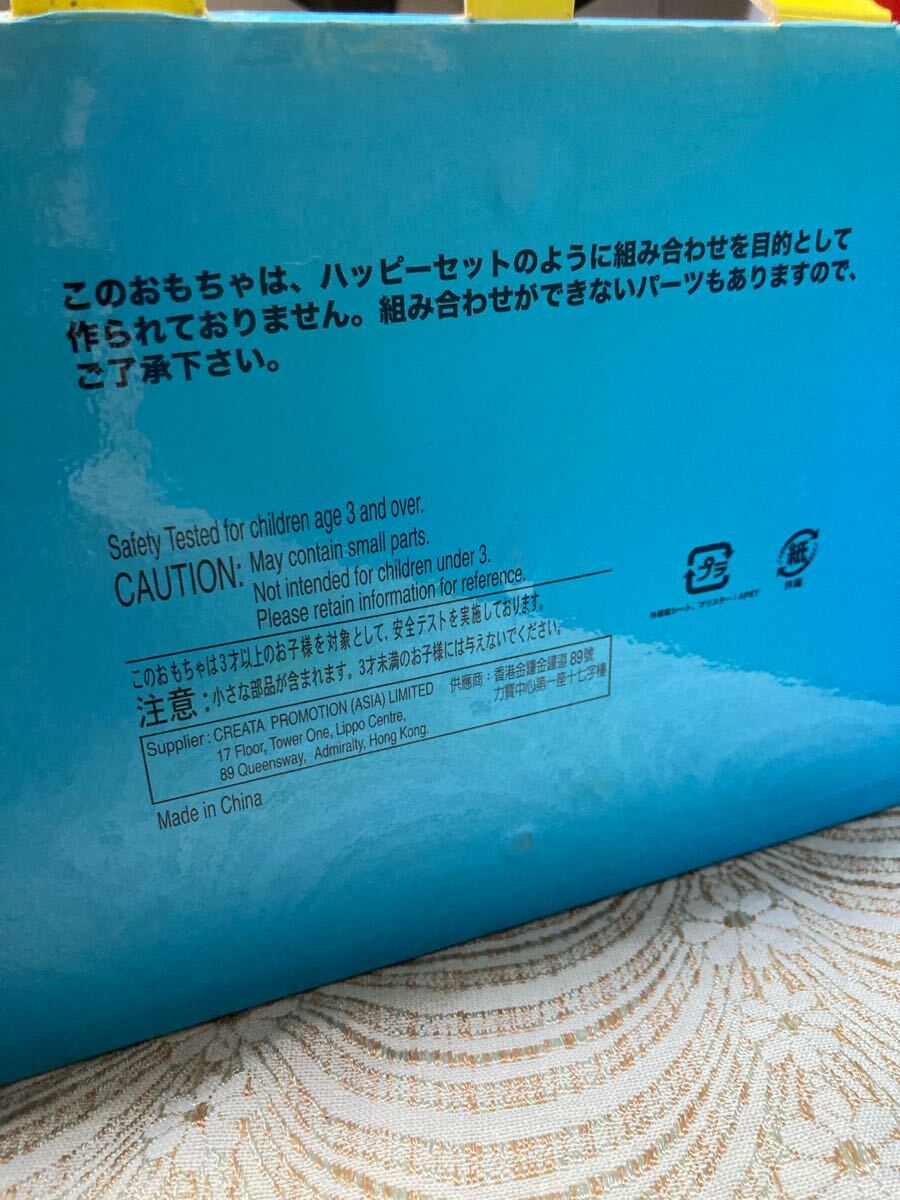 このおもちゃは、ハッピーセットのように組み合わせを目的として
作られておりません。組み合わせができないパーツもありますので、
ご了承下さい。
Safety Tested for children age 3 and over.
CAUTION: May contain small parts.
Not intended for children under 3.
Please retain information for reference.
このおもちゃは3才以上のお子様を対象として、安全テストを実施しております。
注意：小さな部品が含まれます。3才未満のお子様には与えないでください。
Supplier : CREATA PROMOTION (ASIA) LIMITED
17 Floor, Tower One, Lippo Centre,
89 Queensway, Admiralty, Hong Kong.
供應商：香港金鐘金鐘道89號
力寶中心第一座十七字樓
Made in China
プラ
紙
外箱